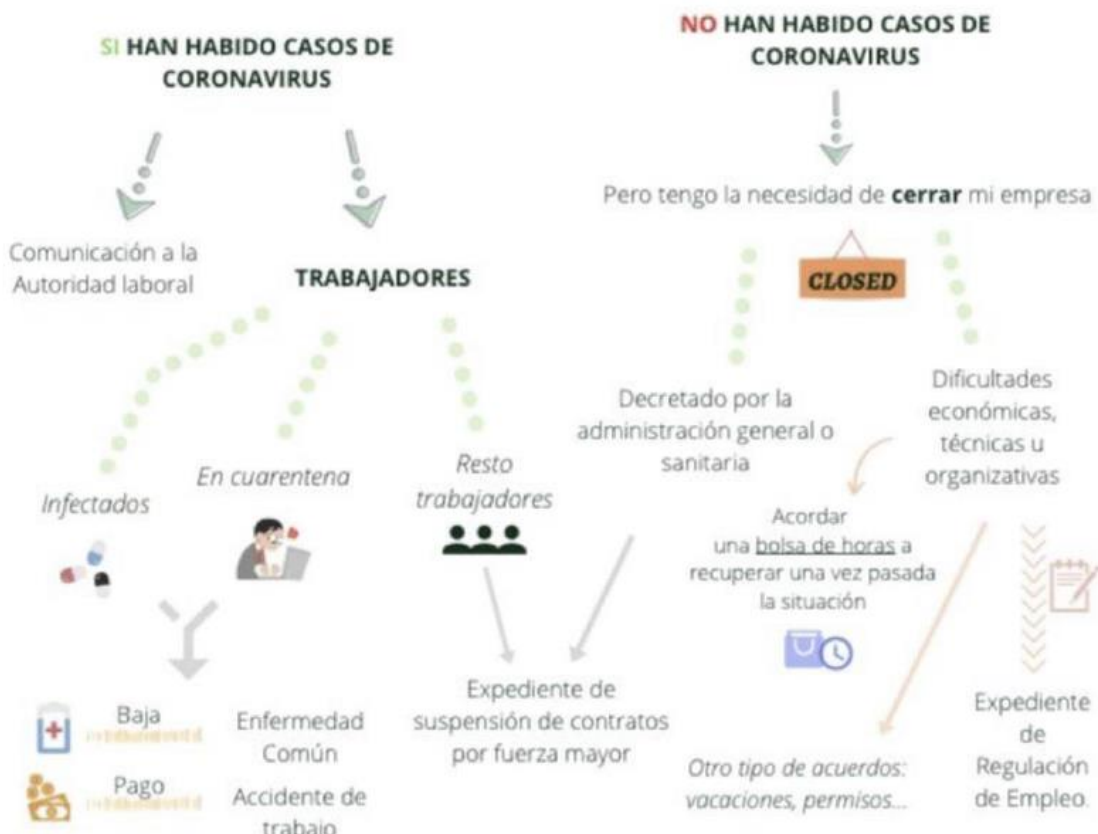 SI HAN HABIDO CASOS DE
CORONAVIRUS
Comunicación a la
Autoridad laboral
TRABAJADORES
Infectados
En cuarentena
Resto
trabajadores
Baja
Enfermedad
Común
Pago
Accidente de
trabajo
NO HAN HABIDO CASOS DE
CORONAVIRUS
Pero tengo la necesidad de cerrar mi empresa
CLOSED
Decretado por la
administración general o
sanitaria
Dificultades
económicas,
técnicas u
organizativas
Acordar
una bolsa de horas a
recuperar una vez pasada
la situación
Expediente de
suspensión de contratos
por fuerza mayor
Otro tipo de acuerdos:
vacaciones, permisos...
Expediente
de
Regulación
de Empleo.